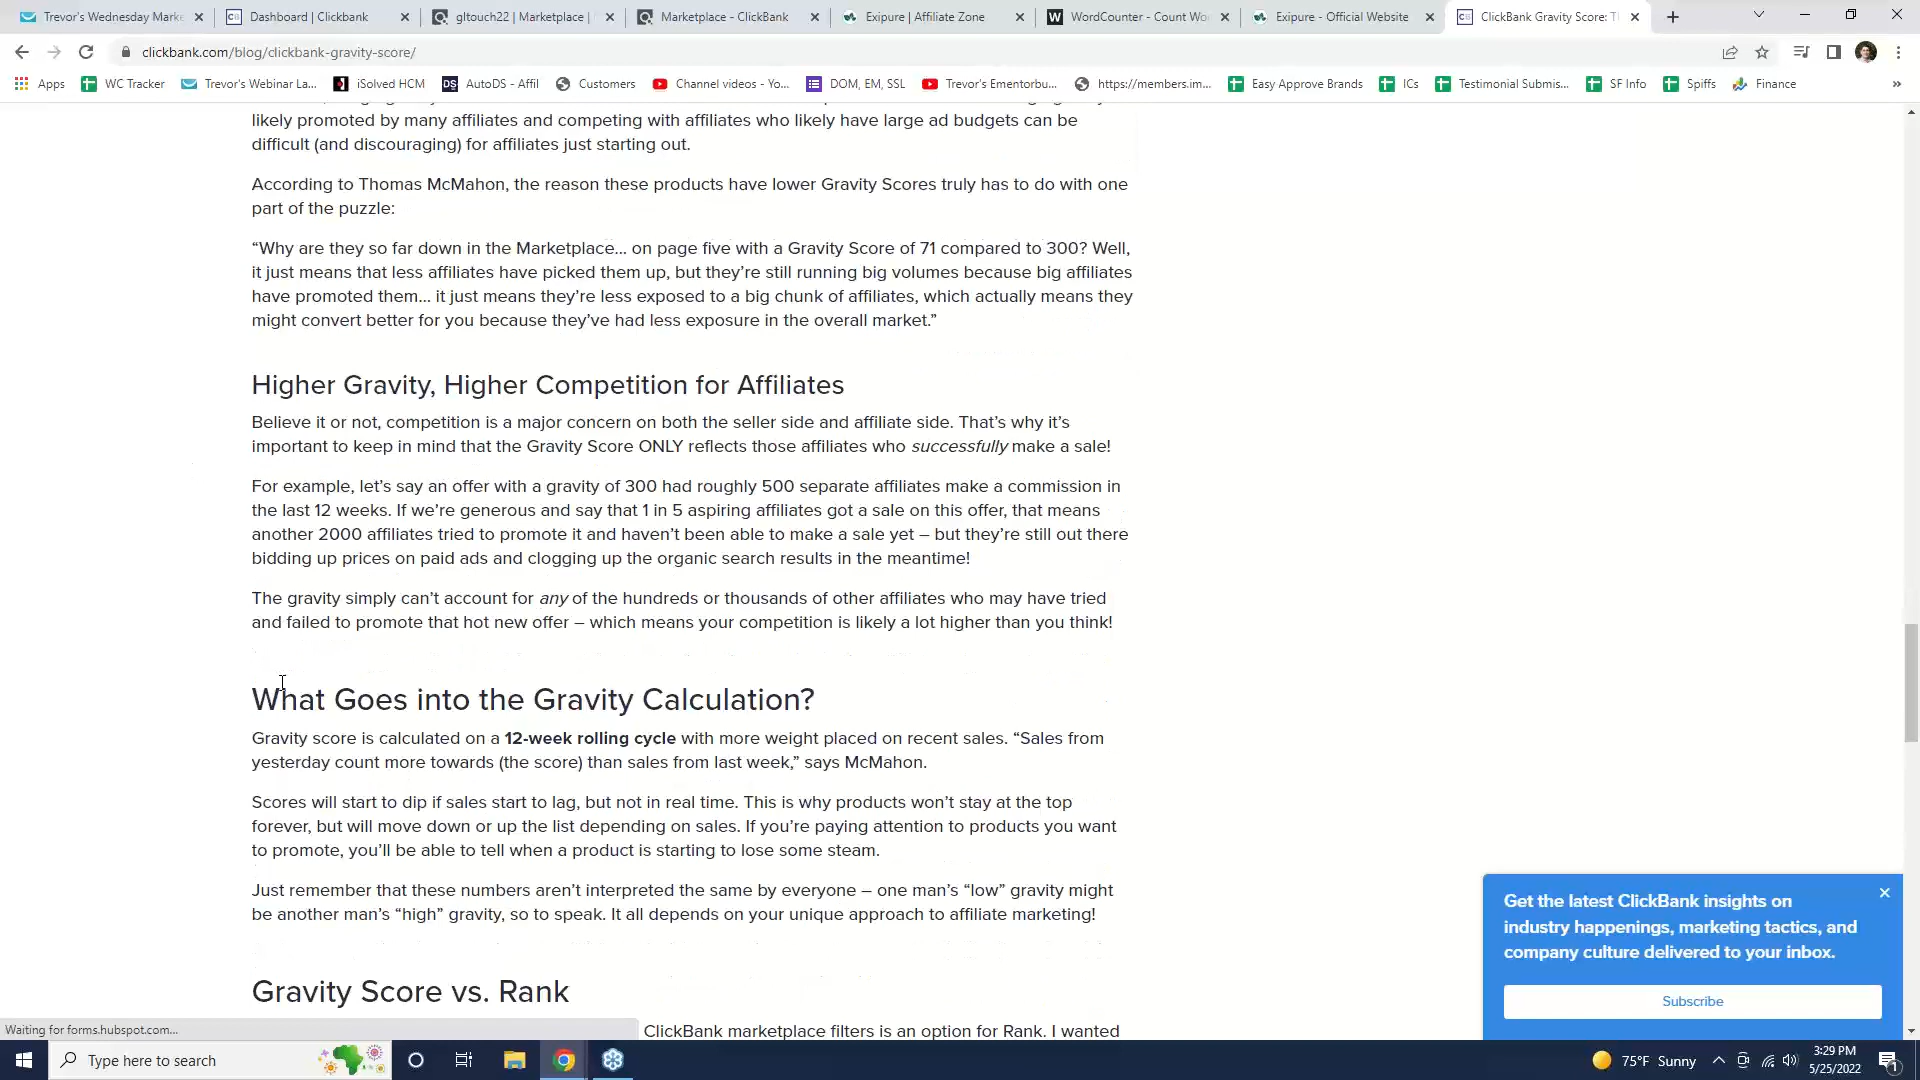 Trevor's Wednesday Marke
Dashboard | Clickbank
gltouch22 | Marketplace |
Marketplace - ClickBank
Exipure | Affiliate Zone
WordCounter - Count Wo
Exipure - Official Website
ClickBank Gravity Score: T
clickbank.com/blog/clickbank-gravity-score/
Apps
WC Tracker
Trevor's Webinar La...
iSolved HCM
AutoDS - Affil
Customers
Channel videos - Yo...
DOM, EM, SSL
Trevor's Ementorbu...
https://members.im...
Easy Approve Brands
ICs
Testimonial Submis...
SF Info
Spiffs
Finance
»
likely promoted by many affiliates and competing with affiliates who likely have large ad budgets can be
difficult (and discouraging) for affiliates just starting out.
According to Thomas McMahon, the reason these products have lower Gravity Scores truly has to do with one
part of the puzzle:
“Why are they so far down in the Marketplace… on page five with a Gravity Score of 71 compared to 300? Well,
it just means that less affiliates have picked them up, but they’re still running big volumes because big affiliates
have promoted them… it just means they’re less exposed to a big chunk of affiliates, which actually means they
might convert better for you because they’ve had less exposure in the overall market.”
Higher Gravity, Higher Competition for Affiliates
Believe it or not, competition is a major concern on both the seller side and affiliate side. That’s why it’s
important to keep in mind that the Gravity Score ONLY reflects those affiliates who successfully make a sale!
For example, let’s say an offer with a gravity of 300 had roughly 500 separate affiliates make a commission in
the last 12 weeks. If we’re generous and say that 1 in 5 aspiring affiliates got a sale on this offer, that means
another 2000 affiliates tried to promote it and haven’t been able to make a sale yet – but they’re still out there
bidding up prices on paid ads and clogging up the organic search results in the meantime!
The gravity simply can’t account for any of the hundreds or thousands of other affiliates who may have tried
and failed to promote that hot new offer – which means your competition is likely a lot higher than you think!
What Goes into the Gravity Calculation?
Gravity score is calculated on a 12-week rolling cycle with more weight placed on recent sales. “Sales from
yesterday count more towards (the score) than sales from last week,” says McMahon.
Scores will start to dip if sales start to lag, but not in real time. This is why products won’t stay at the top
forever, but will move down or up the list depending on sales. If you’re paying attention to products you want
to promote, you’ll be able to tell when a product is starting to lose some steam.
Just remember that these numbers aren’t interpreted the same by everyone – one man’s “low” gravity might
be another man’s “high” gravity, so to speak. It all depends on your unique approach to affiliate marketing!
Get the latest ClickBank insights on
industry happenings, marketing tactics, and
company culture delivered to your inbox.
Subscribe
Gravity Score vs. Rank
ClickBank marketplace filters is an option for Rank. I wanted
Waiting for forms.hubspot.com...
Type here to search
75°F Sunny
3:29 PM
5/25/2022